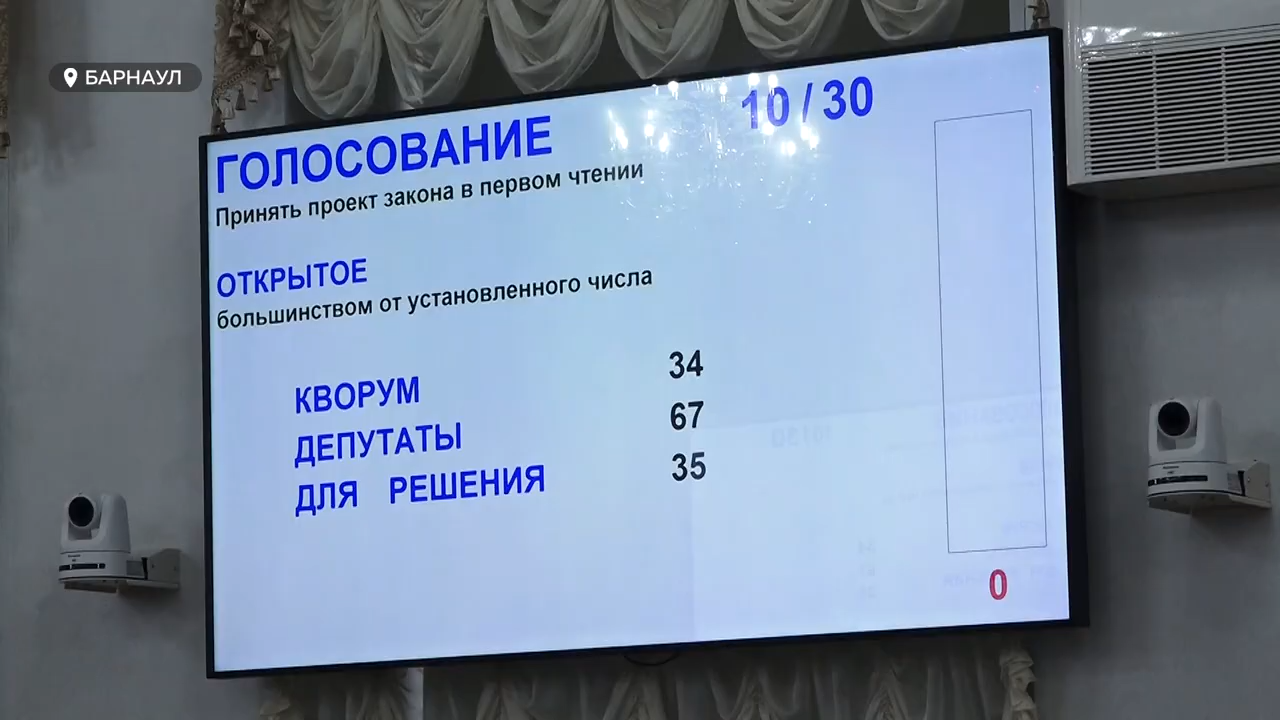 БАРНАУЛ
10/30
ГОЛОСОВАНИЕ
Принять проект закона в первом чтении
ОТКРЫТОЕ
большинством от установленного числа
КВОРУМ 34
ДЕПУТАТЫ 67
ДЛЯ РЕШЕНИЯ 35
0